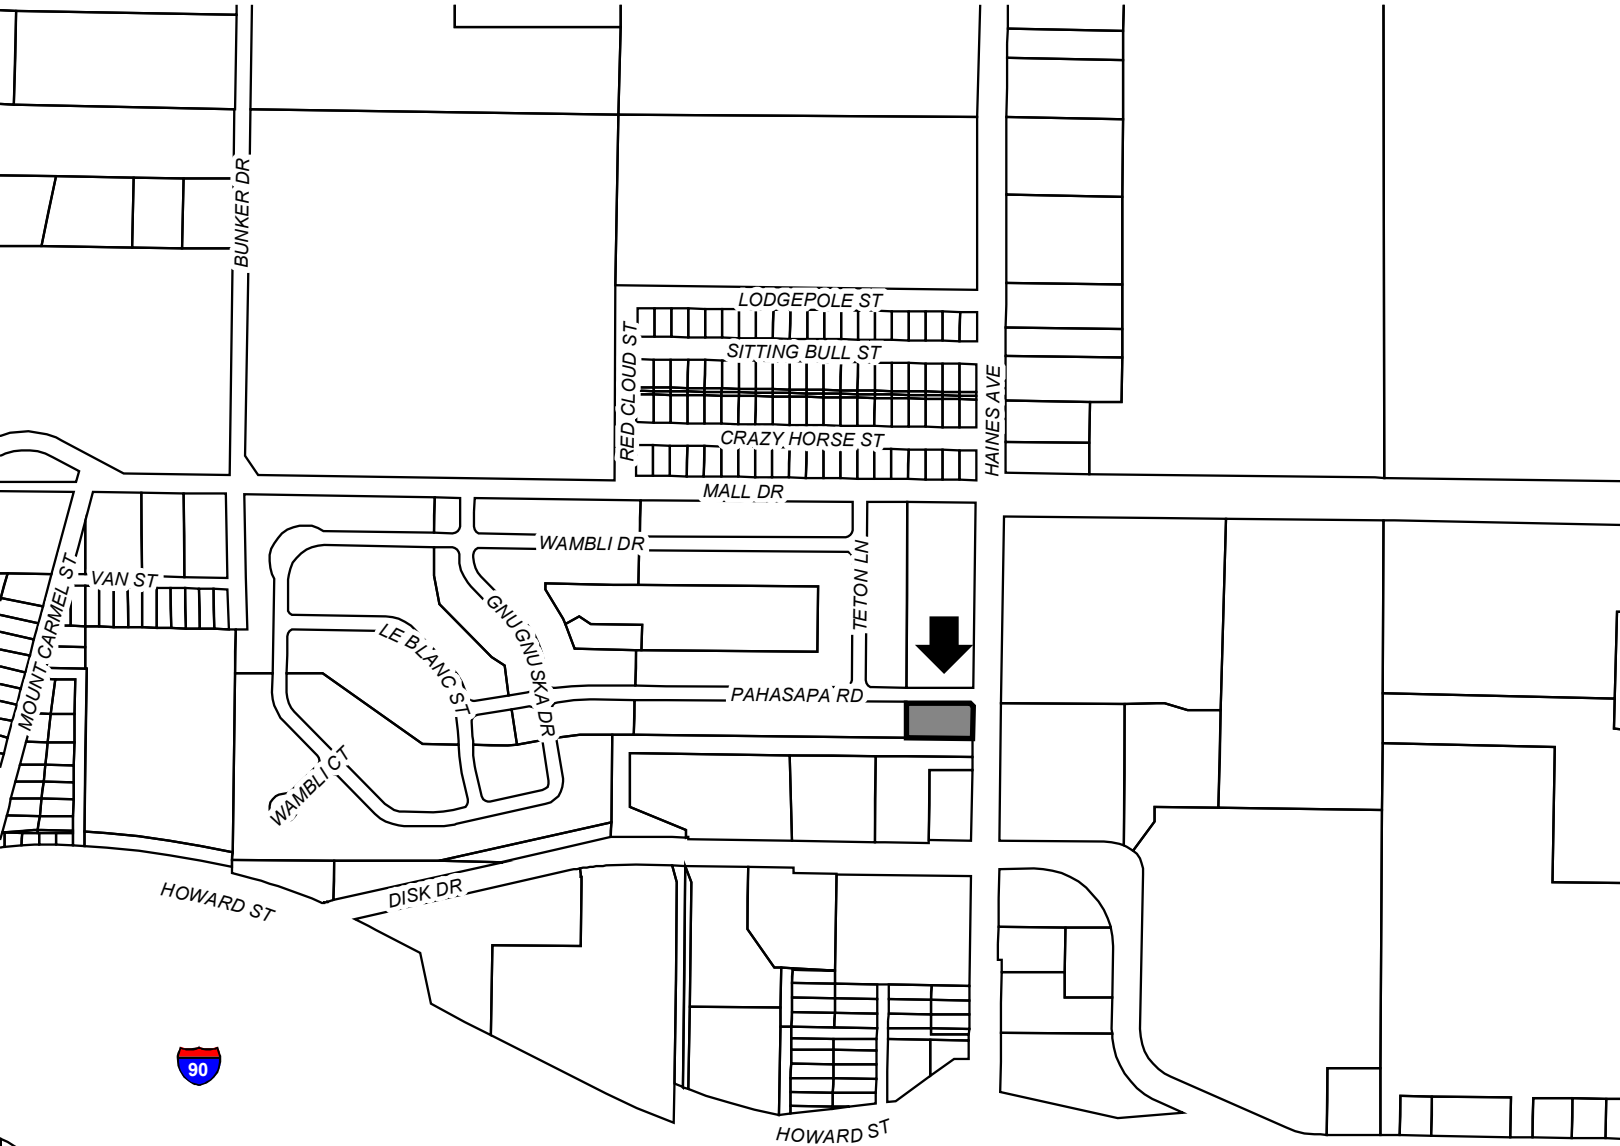 BUNKER DR
LODGEPOLE ST
SITTING BULL ST
RED CLOUD ST
HAINES AVE
CRAZY HORSE ST
MALL DR
WAMBLI DR
TETON LN
VAN ST
MOUNT CARMEL ST
GNUGNUSKA DR
LE BLANC ST
PAHASAPA RD
WAMBLI CT
DISK DR
HOWARD ST
90
HOWARD ST